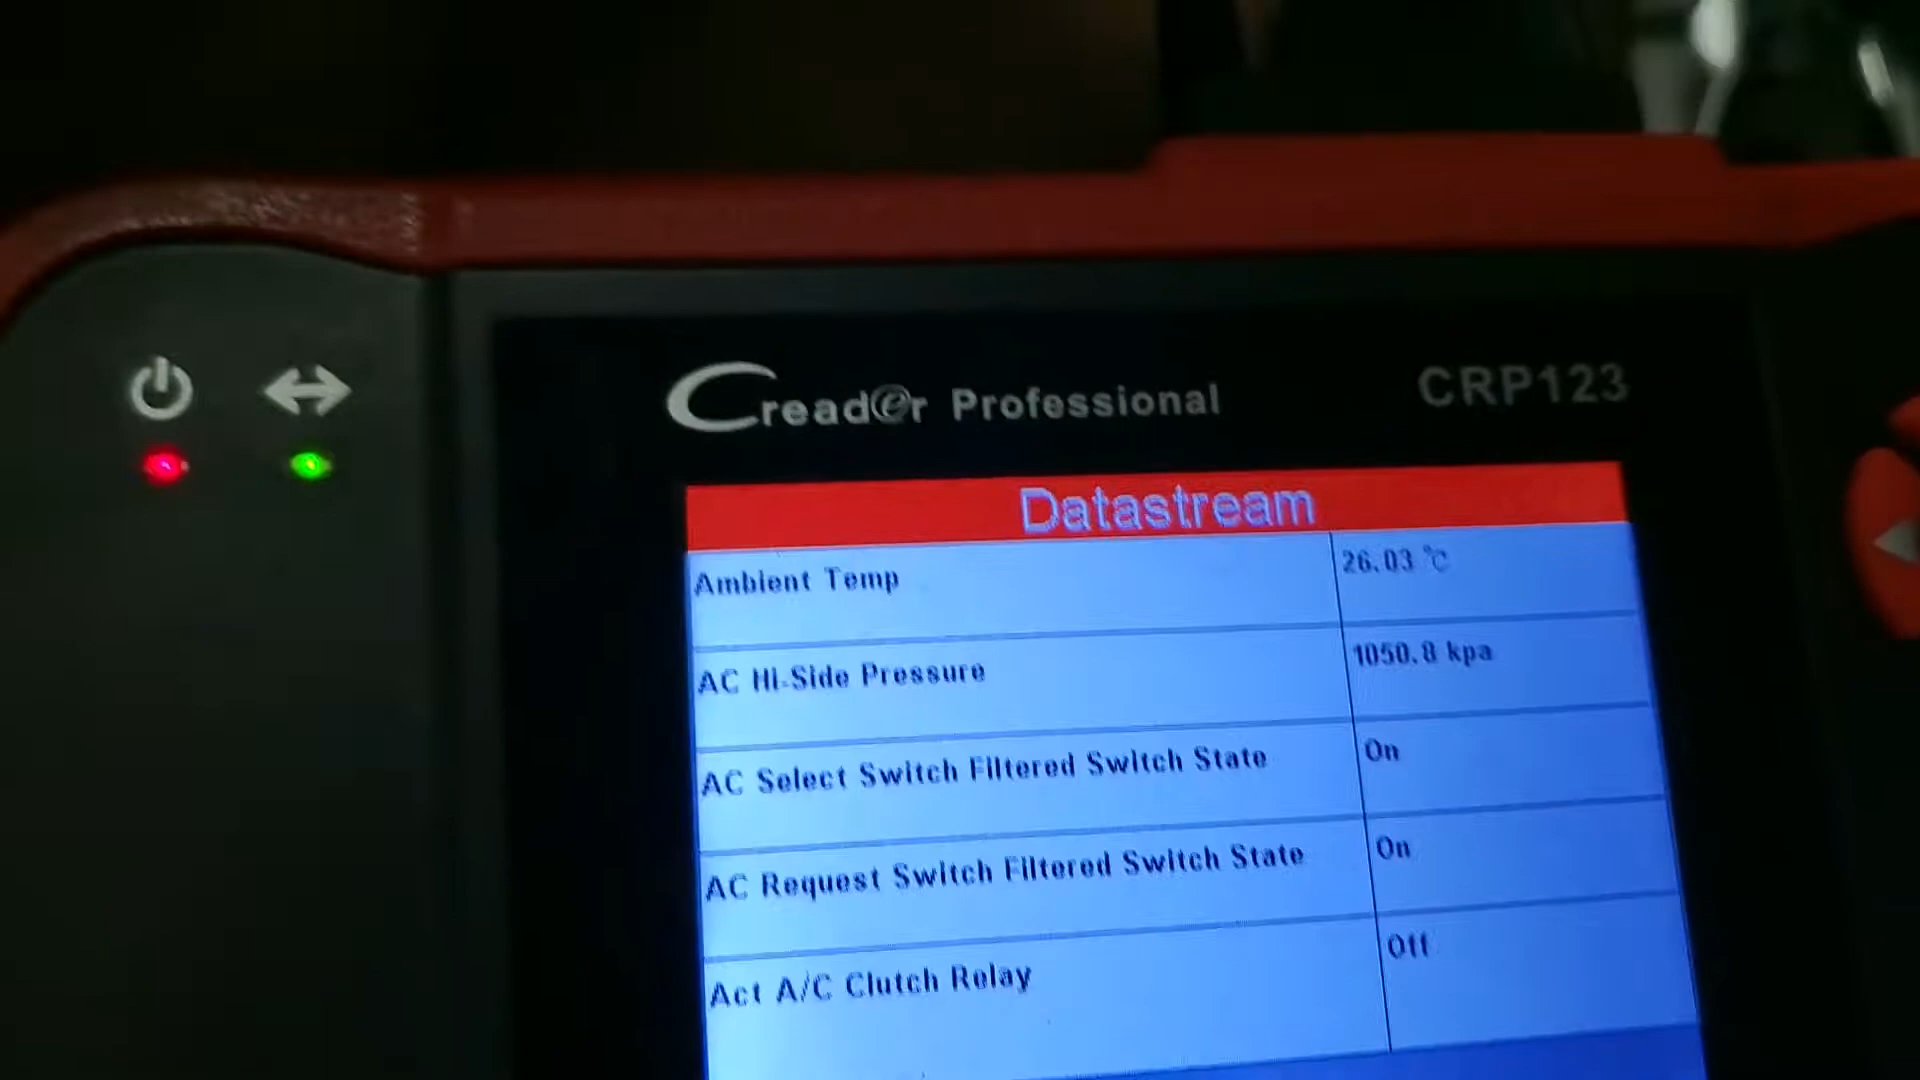 Creader Professional
CRP123
Datastream
Ambient Temp 26.03 ℃
AC Hi-Side Pressure 1050.8 kpa
AC Select Switch Filtered Switch State On
AC Request Switch Filtered Switch State On
Act A/C Clutch Relay Off